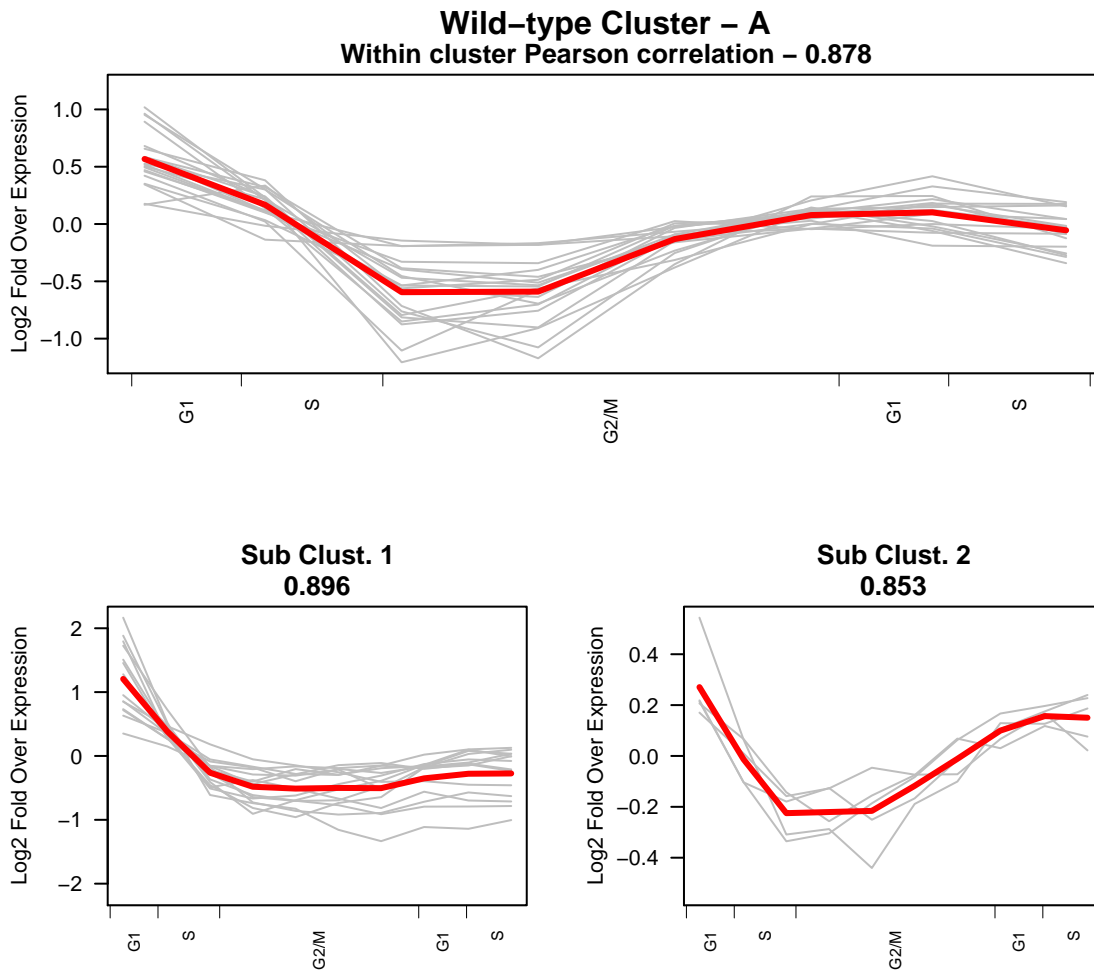 Wild−type Cluster − A
Within cluster Pearson correlation − 0.878
Log2 Fold Over Expression
1.0
0.5
0.0
−0.5
−1.0
G1
S
G2/M
G1
S
Sub Clust. 1
0.896
Log2 Fold Over Expression
2
1
0
−1
−2
G1
S
G2/M
G1
S
Sub Clust. 2
0.853
Log2 Fold Over Expression
0.4
0.2
0.0
−0.2
−0.4
G1
S
G2/M
G1
S